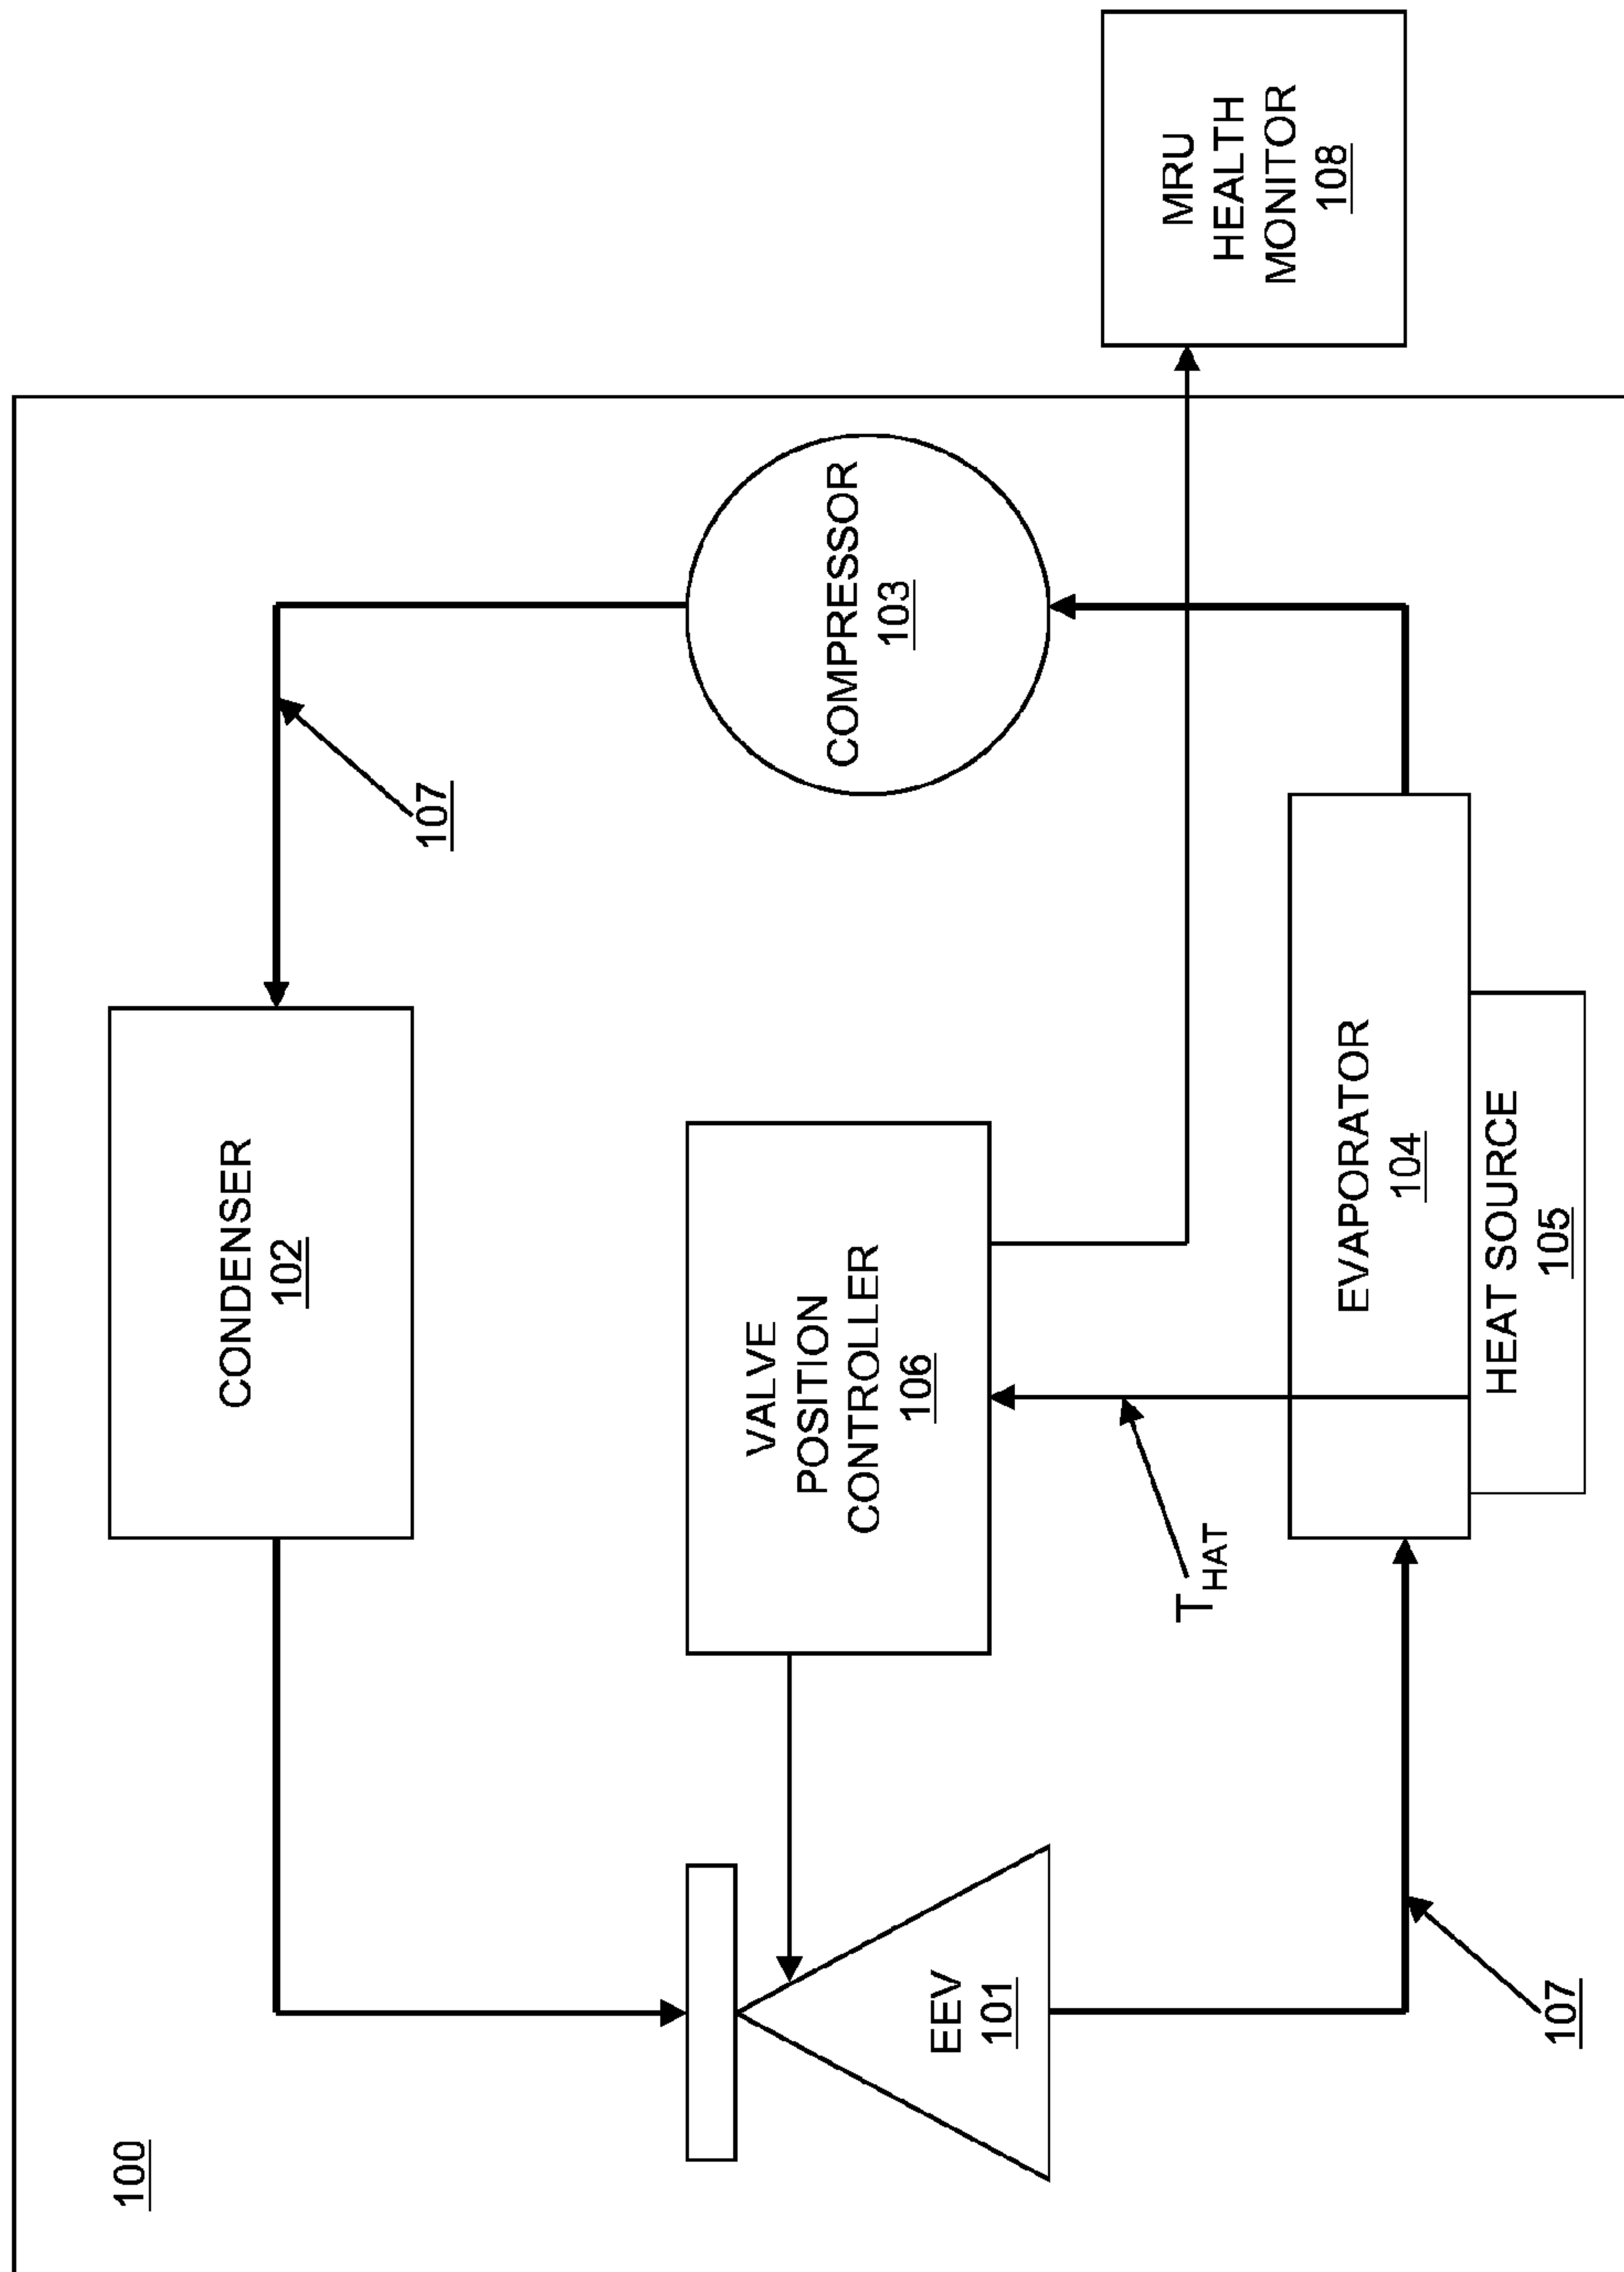 100
CONDENSER
102
107
VALVE
POSITION
CONTROLLER
106
COMPRESSOR
103
EEV
101
T HAT
MRU
HEALTH
MONITOR
108
EVAPORATOR
104
HEAT SOURCE
105
107